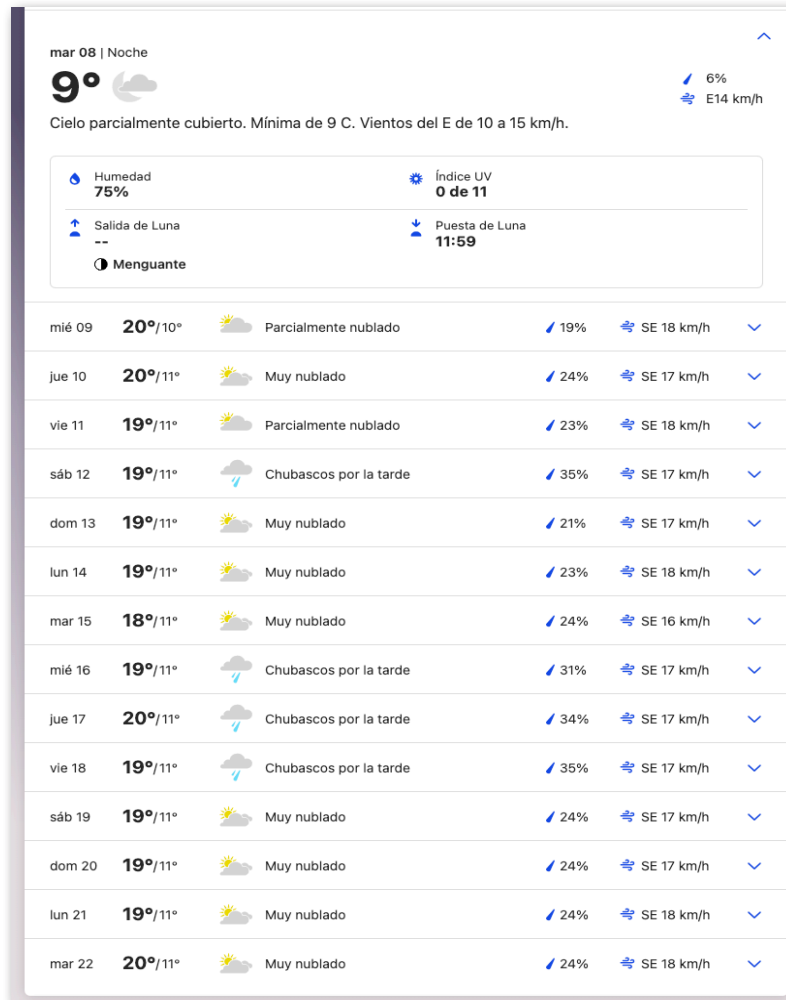 mar 08 | Noche
9°
6%
E14 km/h
Cielo parcialmente cubierto. Mínima de 9 C. Vientos del E de 10 a 15 km/h.
Humedad
75%
Índice UV
0 de 11
Salida de Luna
--
Menguante
Puesta de Luna
11:59
mié 09 20°/10° Parcialmente nublado 19% SE 18 km/h
jue 10 20°/11° Muy nublado 24% SE 17 km/h
vie 11 19°/11° Parcialmente nublado 23% SE 18 km/h
sáb 12 19°/11° Chubascos por la tarde 35% SE 17 km/h
dom 13 19°/11° Muy nublado 21% SE 17 km/h
lun 14 19°/11° Muy nublado 23% SE 18 km/h
mar 15 18°/11° Muy nublado 24% SE 16 km/h
mié 16 19°/11° Chubascos por la tarde 31% SE 17 km/h
jue 17 20°/11° Chubascos por la tarde 34% SE 17 km/h
vie 18 19°/11° Chubascos por la tarde 35% SE 17 km/h
sáb 19 19°/11° Muy nublado 24% SE 17 km/h
dom 20 19°/11° Muy nublado 24% SE 17 km/h
lun 21 19°/11° Muy nublado 24% SE 18 km/h
mar 22 20°/11° Muy nublado 24% SE 18 km/h